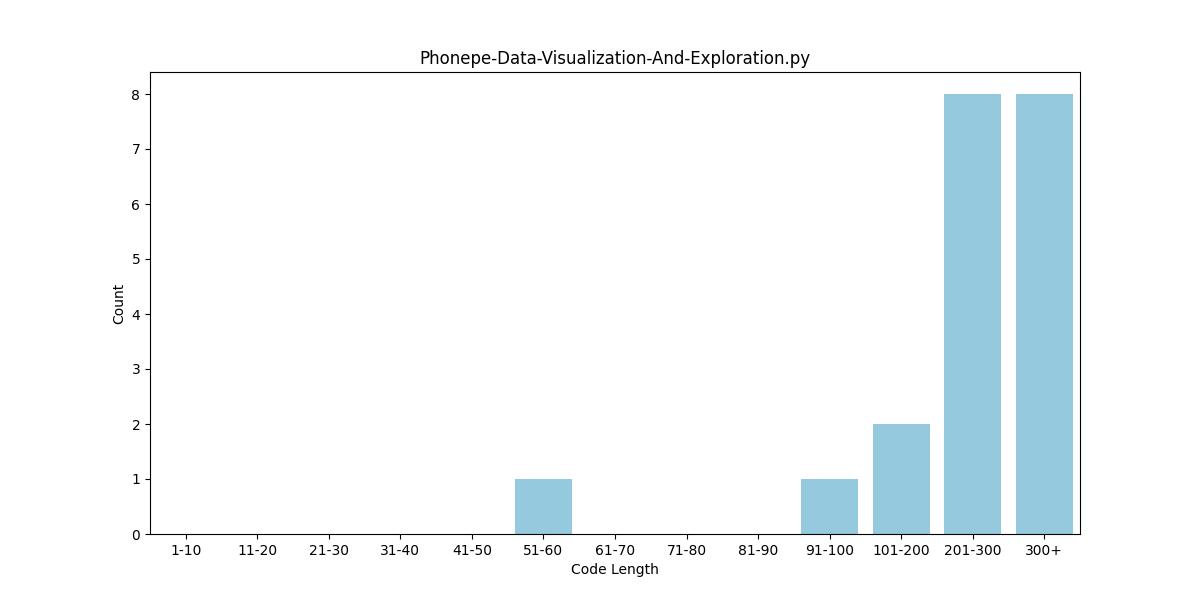 Phonepe-Data-Visualization-And-Exploration.py
8
7
6
5
4
3
2
1
0
Count
1-10 11-20 21-30 31-40 41-50 51-60 61-70 71-80 81-90 91-100 101-200 201-300 300+
Code Length